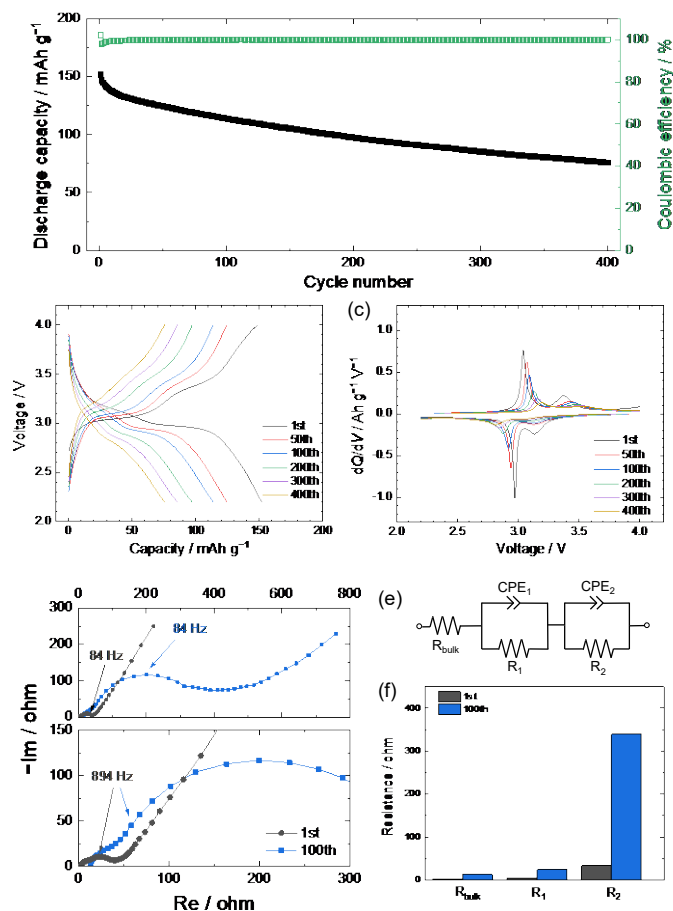 200
150
100
50
0
Discharge capacity / mAh g⁻¹
100
80
60
40
20
0
Coulombic efficiency / %
0 100 200 300 400
Cycle number
4.0
3.5
3.0
2.5
2.0
Voltage / V
1st
50th
100th
200th
300th
400th
0 50 100 150 200
Capacity / mAh g⁻¹
(c)
1.0
0.5
0.0
-0.5
-1.0
dQ/dV / Ah g⁻¹ V⁻¹
1st
50th
100th
200th
300th
400th
2.0 2.5 3.0 3.5 4.0
Voltage / V
0 200 400 600 800
300
250
200
150
100
50
0
84 Hz
84 Hz
150
100
50
0
894 Hz
1st
100th
–Im / ohm
0 100 200 300
Re / ohm
(e)
CPE₁ CPE₂
R_bulk R₁ R₂
(f)
1st
100th
400
300
200
100
0
Resistance / ohm
R_bulk R₁ R₂